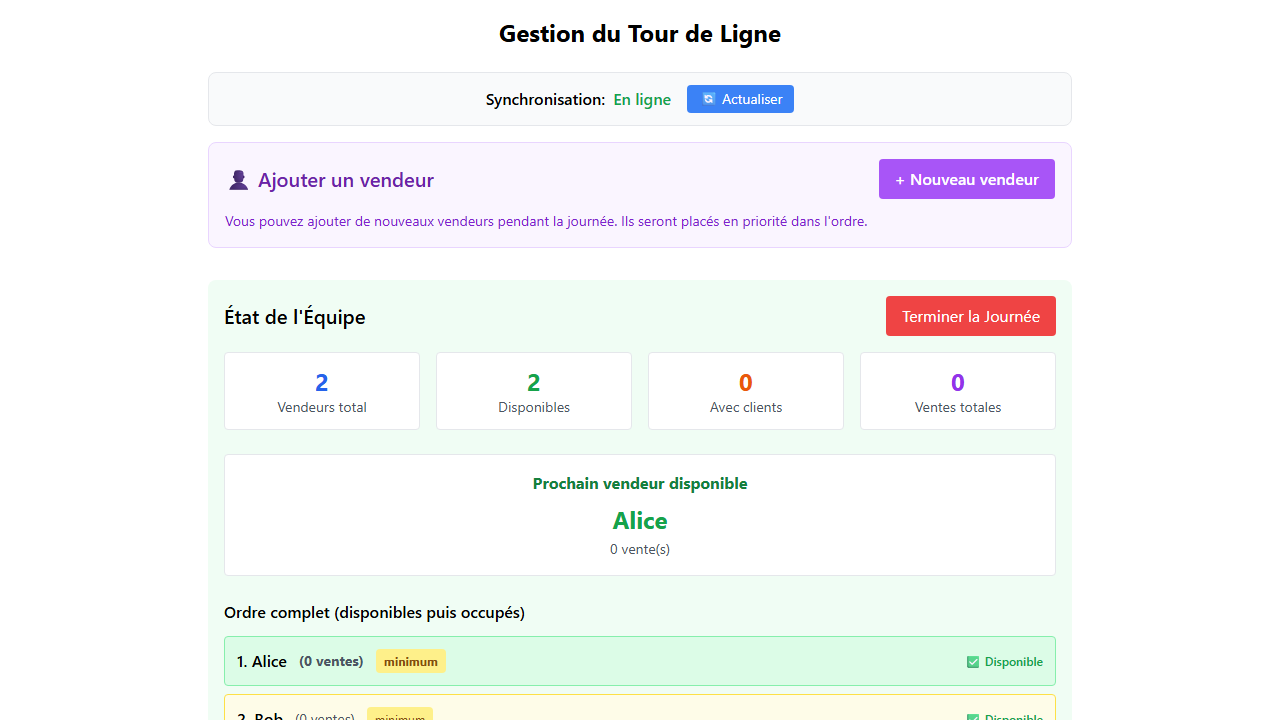 Gestion du Tour de Ligne
Synchronisation: En ligne Actualiser
Ajouter un vendeur
+ Nouveau vendeur
Vous pouvez ajouter de nouveaux vendeurs pendant la journée. Ils seront placés en priorité dans l'ordre.
État de l'Équipe
Terminer la Journée
2
Vendeurs total
2
Disponibles
0
Avec clients
0
Ventes totales
Prochain vendeur disponible
Alice
0 vente(s)
Ordre complet (disponibles puis occupés)
1. Alice (0 ventes) minimum ✅ Disponible
2. Bob (0 ventes) minimum ✅ Disponible